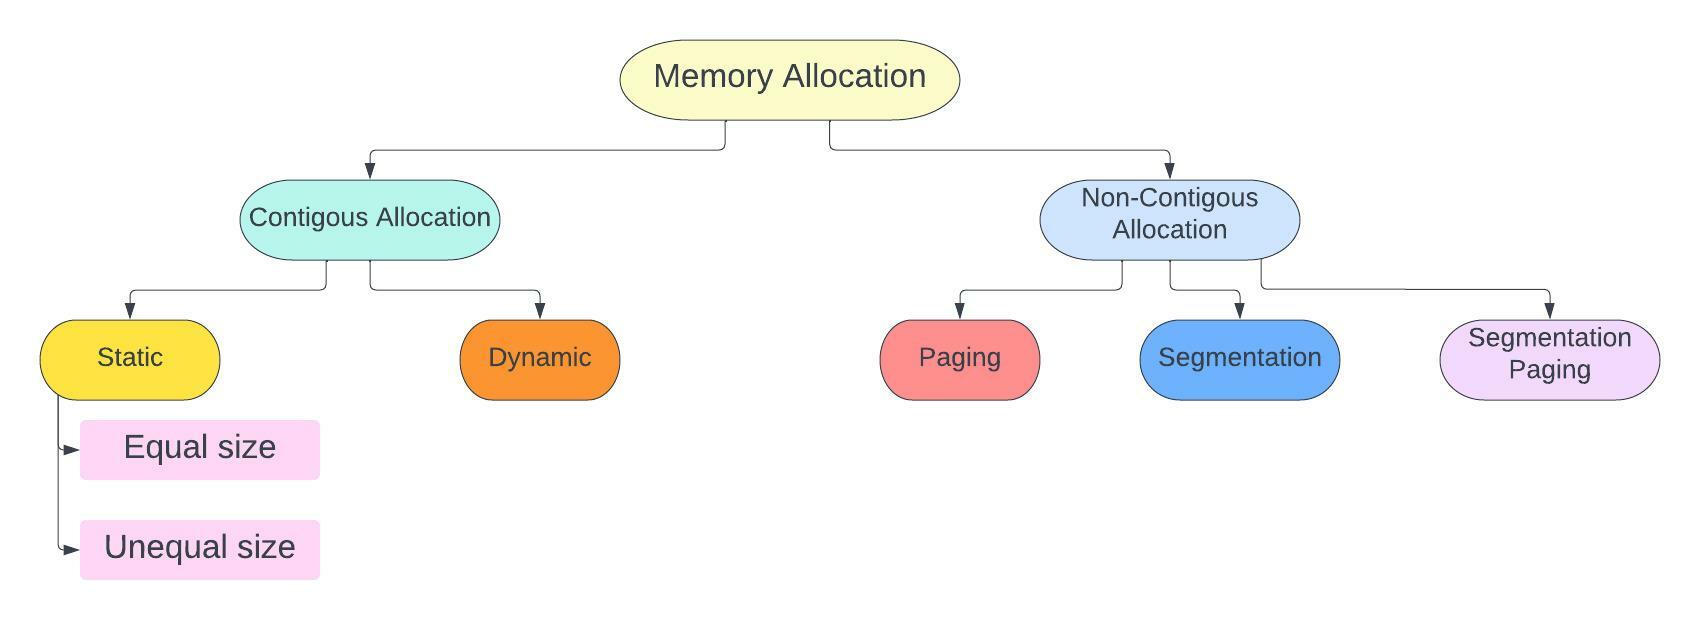 Memory Allocation
Contigous Allocation
Non-Contigous
Allocation
Static
Dynamic
Paging
Segmentation
Segmentation
Paging
Equal size
Unequal size